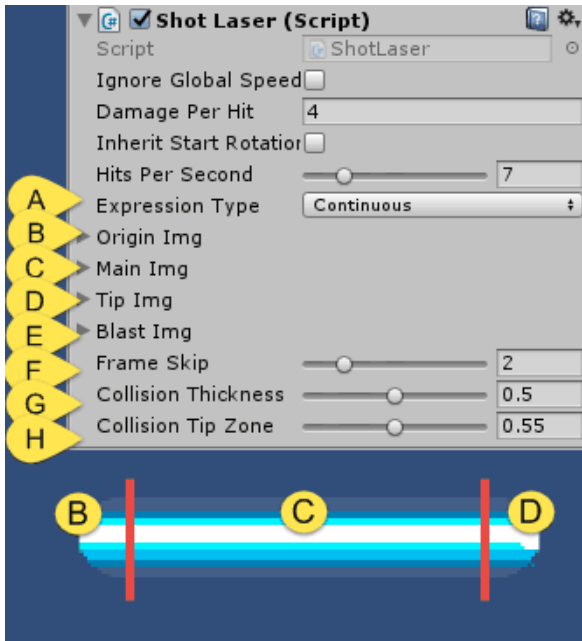 Shot Laser (Script)
Script ShotLaser
Ignore Global Speed
Damage Per Hit 4
Inherit Start Rotation
Hits Per Second 7
A Expression Type Continuous
B Origin Img
C Main Img
D Tip Img
E Blast Img
F Frame Skip 2
G Collision Thickness 0.5
H Collision Tip Zone 0.55
B C D